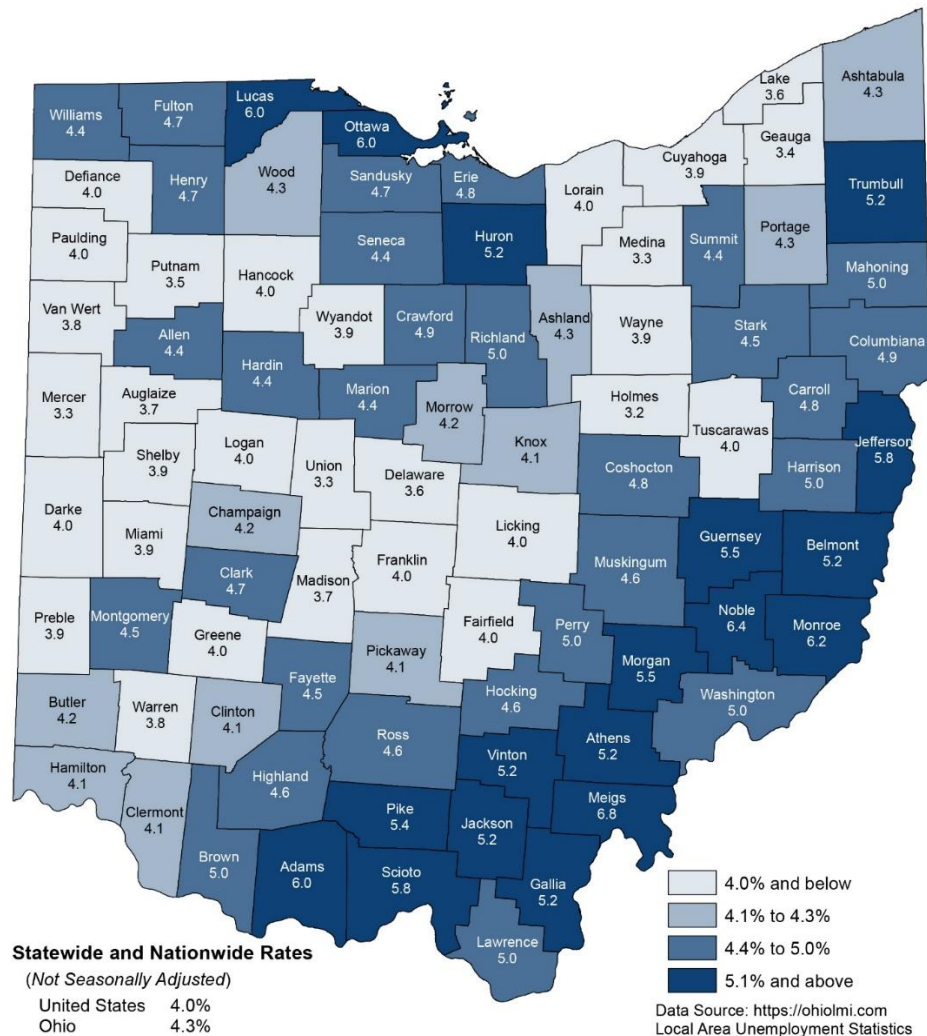 Lake
3.6
Ashtabula
4.3
Lucas
6.0
Fulton
4.7
Williams
4.4
Ottawa
6.0
Geauga
3.4
Cuyahoga
3.9
Wood
4.3
Sandusky
4.7
Erie
4.8
Defiance
4.0
Henry
4.7
Lorain
4.0
Trumbull
5.2
Portage
4.3
Summit
4.4
Medina
3.3
Huron
5.2
Seneca
4.4
Paulding
4.0
Putnam
3.5
Hancock
4.0
Mahoning
5.0
Van Wert
3.8
Wyandot
3.9
Crawford
4.9
Richland
5.0
Ashland
4.3
Wayne
3.9
Stark
4.5
Columbiana
4.9
Allen
4.4
Hardin
4.4
Marion
4.4
Mercer
3.3
Auglaize
3.7
Morrow
4.2
Holmes
3.2
Carroll
4.8
Tuscarawas
4.0
Jefferson
5.8
Knox
4.1
Logan
4.0
Shelby
3.9
Union
3.3
Delaware
3.6
Coshocton
4.8
Harrison
5.0
Darke
4.0
Champaign
4.2
Miami
3.9
Licking
4.0
Guernsey
5.5
Belmont
5.2
Franklin
4.0
Muskingum
4.6
Clark
4.7
Madison
3.7
Preble
3.9
Montgomery
4.5
Greene
4.0
Fairfield
4.0
Perry
5.0
Noble
6.4
Monroe
6.2
Pickaway
4.1
Morgan
5.5
Fayette
4.5
Hocking
4.6
Washington
5.0
Butler
4.2
Warren
3.8
Clinton
4.1
Ross
4.6
Athens
5.2
Vinton
5.2
Hamilton
4.1
Highland
4.6
Clermont
4.1
Pike
5.4
Meigs
6.8
Jackson
5.2
Brown
5.0
Adams
6.0
Scioto
5.8
Gallia
5.2
Lawrence
5.0
4.0% and below
4.1% to 4.3%
4.4% to 5.0%
5.1% and above
Statewide and Nationwide Rates
(Not Seasonally Adjusted)
United States 4.0%
Ohio 4.3%
Data Source: https://ohiolmi.com
Local Area Unemployment Statistics